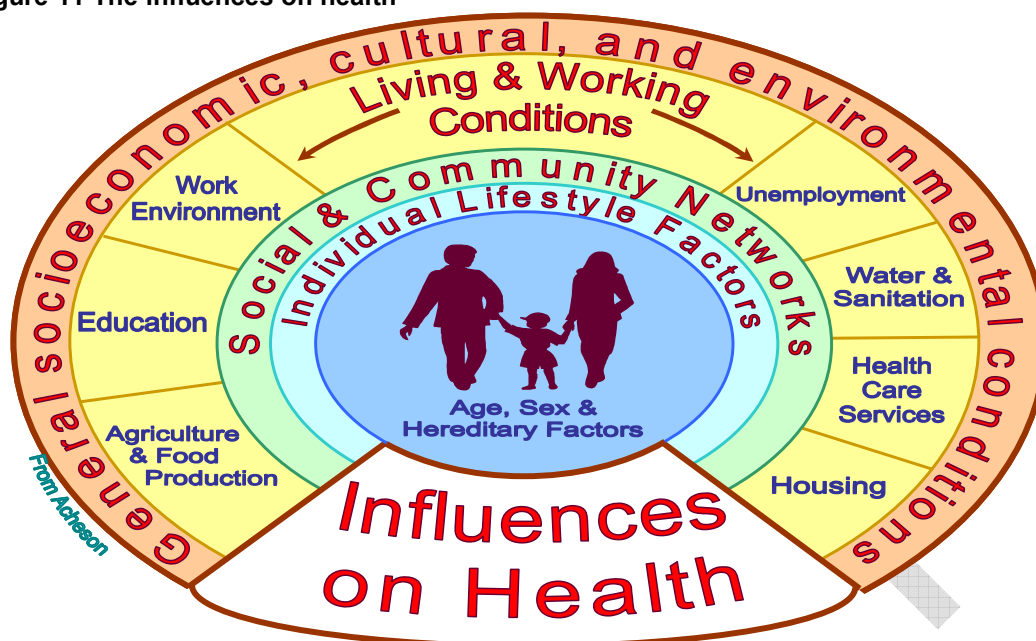 The influences on health
General socioeconomic, cultural, and environmental conditions
Living & Working
Conditions
Work
Environment
Education
Agriculture
& Food
Production
Unemployment
Water &
Sanitation
Health
Care
Services
Housing
Social & Community Networks
Individual Lifestyle Factors
Age, Sex &
Hereditary Factors
Influences
on Health
From Acheson